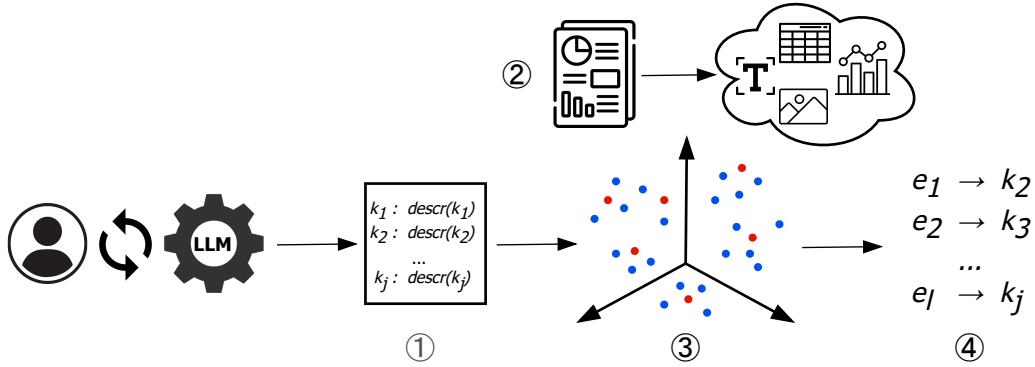 ②
T
LLM
k1 : descr(k1)
k2 : descr(k2)
...
kj : descr(kj)
①
③
e1 → k2
e2 → k3
...
el → kj
④